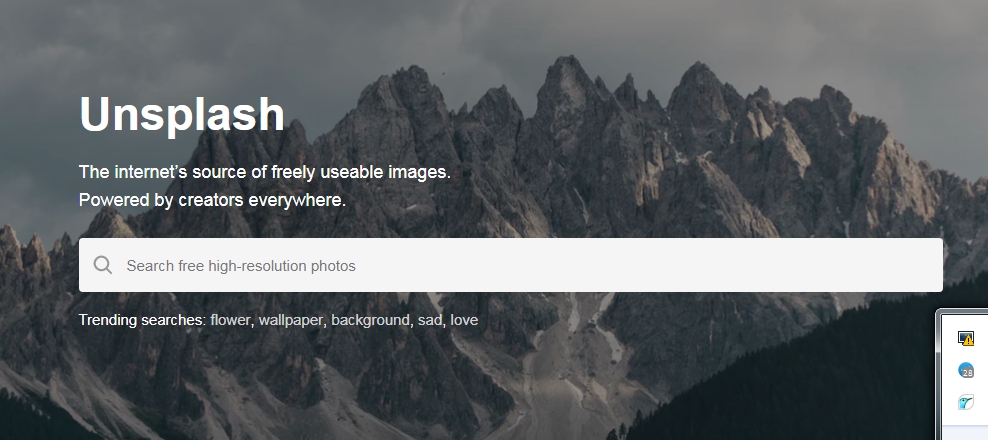 Unsplash
The internet's source of freely useable images.
Powered by creators everywhere.
Search free high-resolution photos
Trending searches: flower, wallpaper, background, sad, love
28